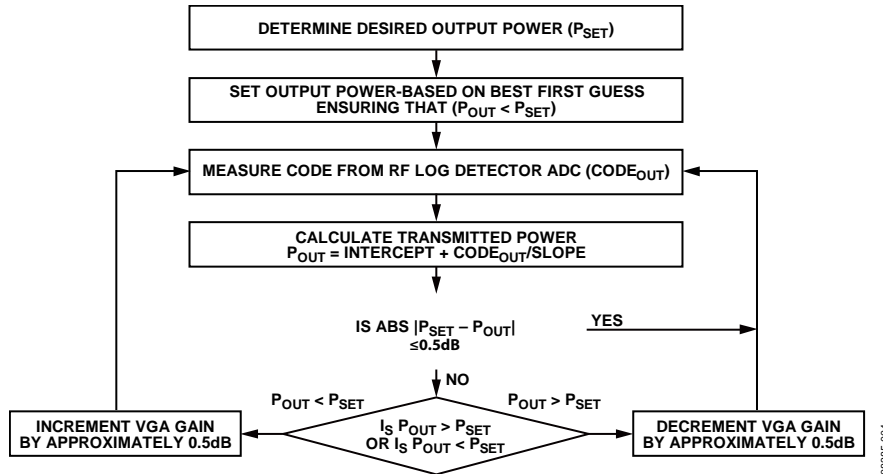 DETERMINE DESIRED OUTPUT POWER (PSET)
SET OUTPUT POWER-BASED ON BEST FIRST GUESS
ENSURING THAT (POUT < PSET)
MEASURE CODE FROM RF LOG DETECTOR ADC (CODEOUT)
CALCULATE TRANSMITTED POWER
POUT = INTERCEPT + CODEOUT/SLOPE
IS ABS |PSET – POUT|
≤0.5dB
YES
NO
POUT < PSET
POUT > PSET
IS POUT > PSET
OR IS POUT < PSET
INCREMENT VGA GAIN
BY APPROXIMATELY 0.5dB
DECREMENT VGA GAIN
BY APPROXIMATELY 0.5dB